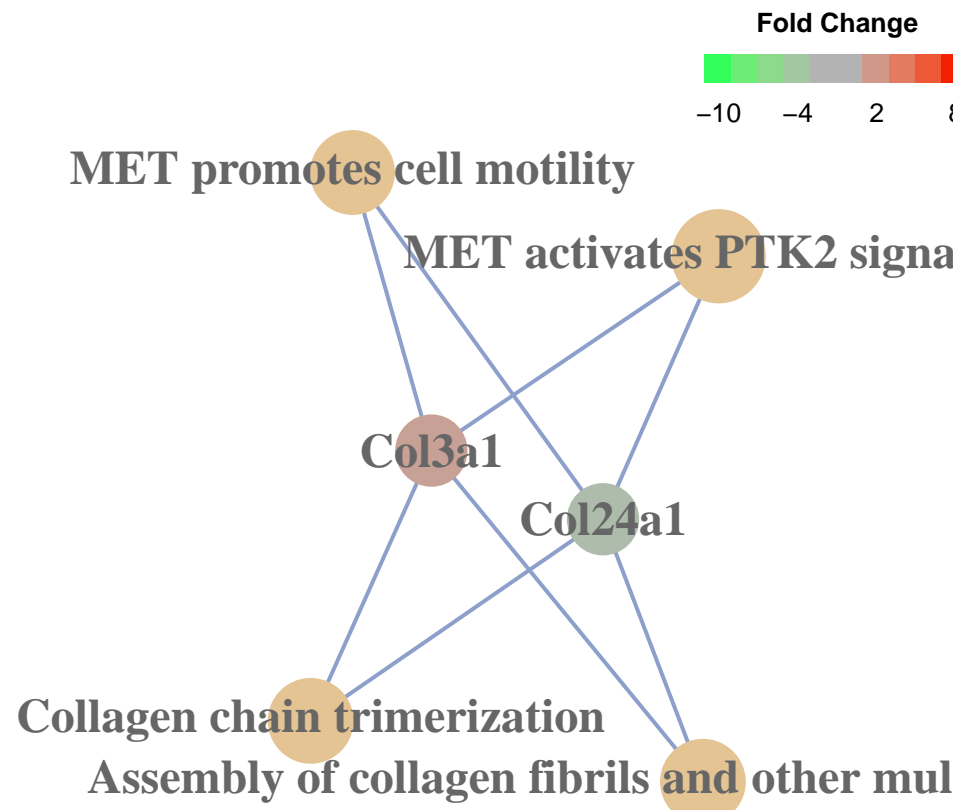 Fold Change
−10 −4 2 8
MET promotes cell motility
MET activates PTK2 signa
Col3a1
Col24a1
Collagen chain trimerization
Assembly of collagen fibrils and other mul